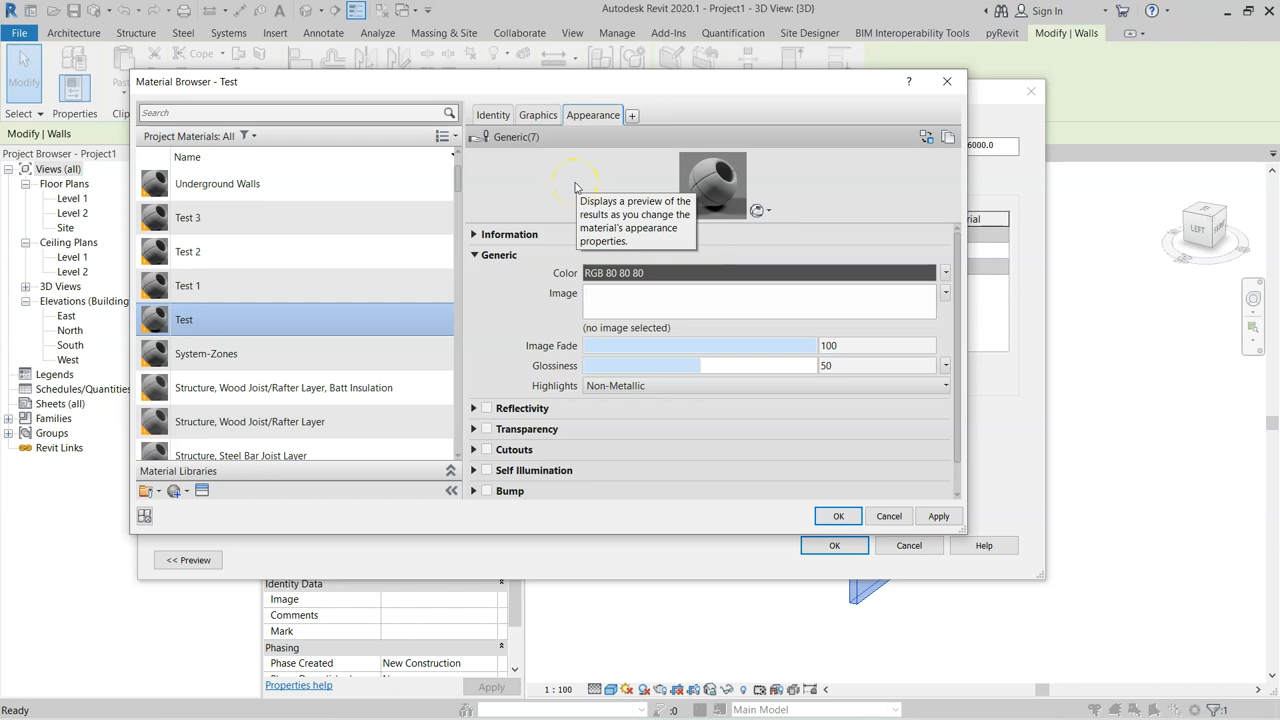 Autodesk Revit 2020.1 - Project1 - 3D View: {3D}
Sign In
File Architecture Structure Steel Systems Insert Annotate Analyze Massing & Site Collaborate View Manage Add-Ins Quantification Site Designer BIM Interoperability Tools pyRevit Modify | Walls
Cope
Modify
Select Properties
Modify | Walls
Project Browser - Project1
Views (all)
Floor Plans
Level 1
Level 2
Site
Ceiling Plans
Level 1
Level 2
3D Views
Elevations (Building
East
North
South
West
Legends
Schedules/Quantities
Sheets (all)
Families
Groups
Revit Links
Material Browser - Test
?
Search
Project Materials: All
Name
Underground Walls
Test 3
Test 2
Test 1
Test
System-Zones
Structure, Wood Joist/Rafter Layer, Batt Insulation
Structure, Wood Joist/Rafter Layer
Structure, Steel Bar Joist Layer
Material Libraries
Identity Graphics Appearance +
Generic(7)
Displays a preview of the
results as you change the
material's appearance
properties.
Information
Generic
Color RGB 80 80 80
Image
(no image selected)
Image Fade 100
Glossiness 50
Highlights Non-Metallic
Reflectivity
Transparency
Cutouts
Self Illumination
Bump
OK Cancel Apply
6000.0
<< Preview
OK Cancel Help
LEFT
Identity Data
Image
Comments
Mark
Phasing
Phase Created New Construction
Properties help
Apply
1 : 100
Ready
:0
Main Model
:1